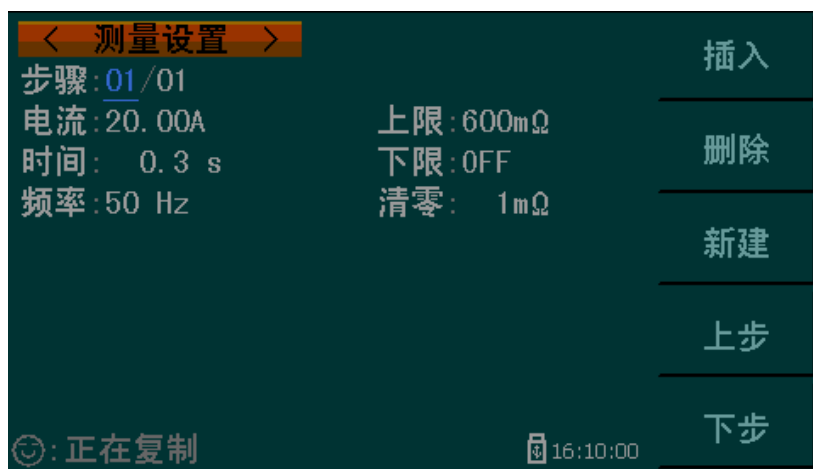 < 测量设置 >
步骤:01/01
电流:20.00A
时间: 0.3 s
频率:50 Hz
上限:600mΩ
下限:OFF
清零: 1mΩ
:正在复制
16:10:00
插入
删除
新建
上步
下步